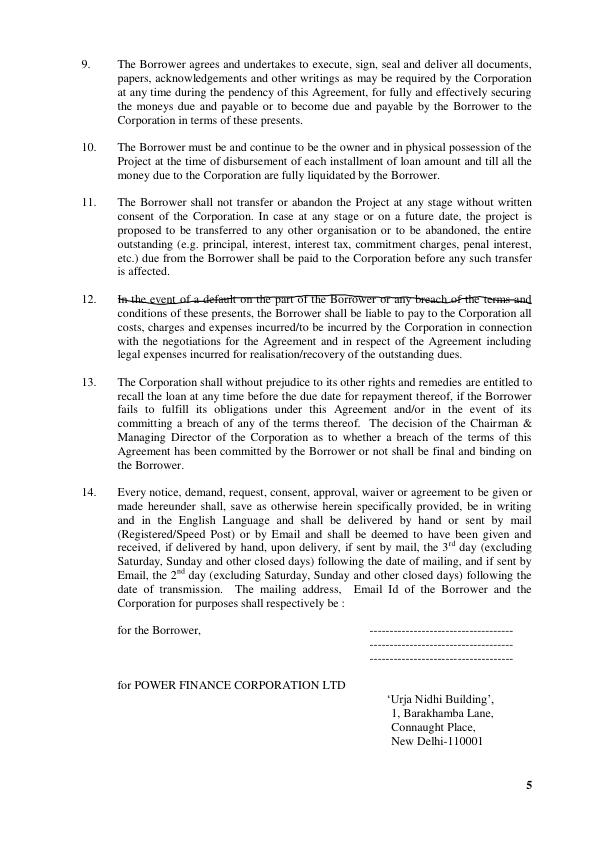 9. The Borrower agrees and undertakes to execute, sign, seal and deliver all documents,
papers, acknowledgements and other writings as may be required by the Corporation
at any time during the pendency of this Agreement, for fully and effectively securing
the moneys due and payable or to become due and payable by the Borrower to the
Corporation in terms of these presents.
10. The Borrower must be and continue to be the owner and in physical possession of the
Project at the time of disbursement of each installment of loan amount and till all the
money due to the Corporation are fully liquidated by the Borrower.
11. The Borrower shall not transfer or abandon the Project at any stage without written
consent of the Corporation. In case at any stage or on a future date, the project is
proposed to be transferred to any other organisation or to be abandoned, the entire
outstanding (e.g. principal, interest, interest tax, commitment charges, penal interest,
etc.) due from the Borrower shall be paid to the Corporation before any such transfer
is affected.
12. In the event of a default on the part of the Borrower or any breach of the terms and
conditions of these presents, the Borrower shall be liable to pay to the Corporation all
costs, charges and expenses incurred/to be incurred by the Corporation in connection
with the negotiations for the Agreement and in respect of the Agreement including
legal expenses incurred for realisation/recovery of the outstanding dues.
13. The Corporation shall without prejudice to its other rights and remedies are entitled to
recall the loan at any time before the due date for repayment thereof, if the Borrower
fails to fulfill its obligations under this Agreement and/or in the event of its
committing a breach of any of the terms thereof. The decision of the Chairman &
Managing Director of the Corporation as to whether a breach of the terms of this
Agreement has been committed by the Borrower or not shall be final and binding on
the Borrower.
14. Every notice, demand, request, consent, approval, waiver or agreement to be given or
made hereunder shall, save as otherwise herein specifically provided, be in writing
and in the English Language and shall be delivered by hand or sent by mail
(Registered/Speed Post) or by Email and shall be deemed to have been given and
received, if delivered by hand, upon delivery, if sent by mail, the 3rd day (excluding
Saturday, Sunday and other closed days) following the date of mailing, and if sent by
Email, the 2nd day (excluding Saturday, Sunday and other closed days) following the
date of transmission. The mailing address, Email Id of the Borrower and the
Corporation for purposes shall respectively be :
for the Borrower, ------------------------------------
------------------------------------
------------------------------------
for POWER FINANCE CORPORATION LTD
‘Urja Nidhi Building’,
1, Barakhamba Lane,
Connaught Place,
New Delhi-110001
5